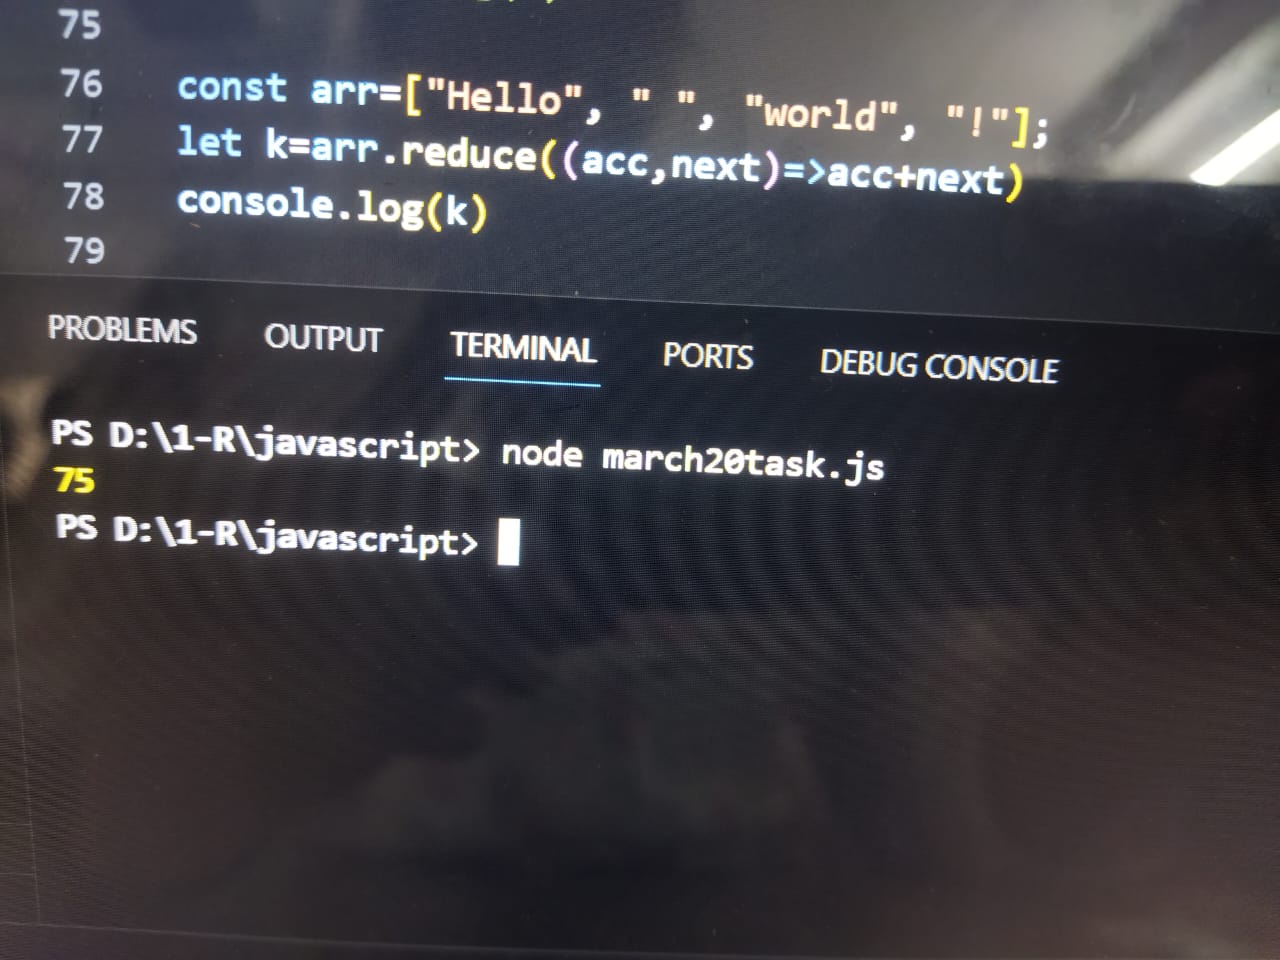 75
76 const arr=["Hello", " ", "world", "!"];
77 let k=arr.reduce((acc,next)=>acc+next)
78 console.log(k)
79
PROBLEMS OUTPUT TERMINAL PORTS DEBUG CONSOLE
PS D:\1-R\javascript> node march20task.js
75
PS D:\1-R\javascript>